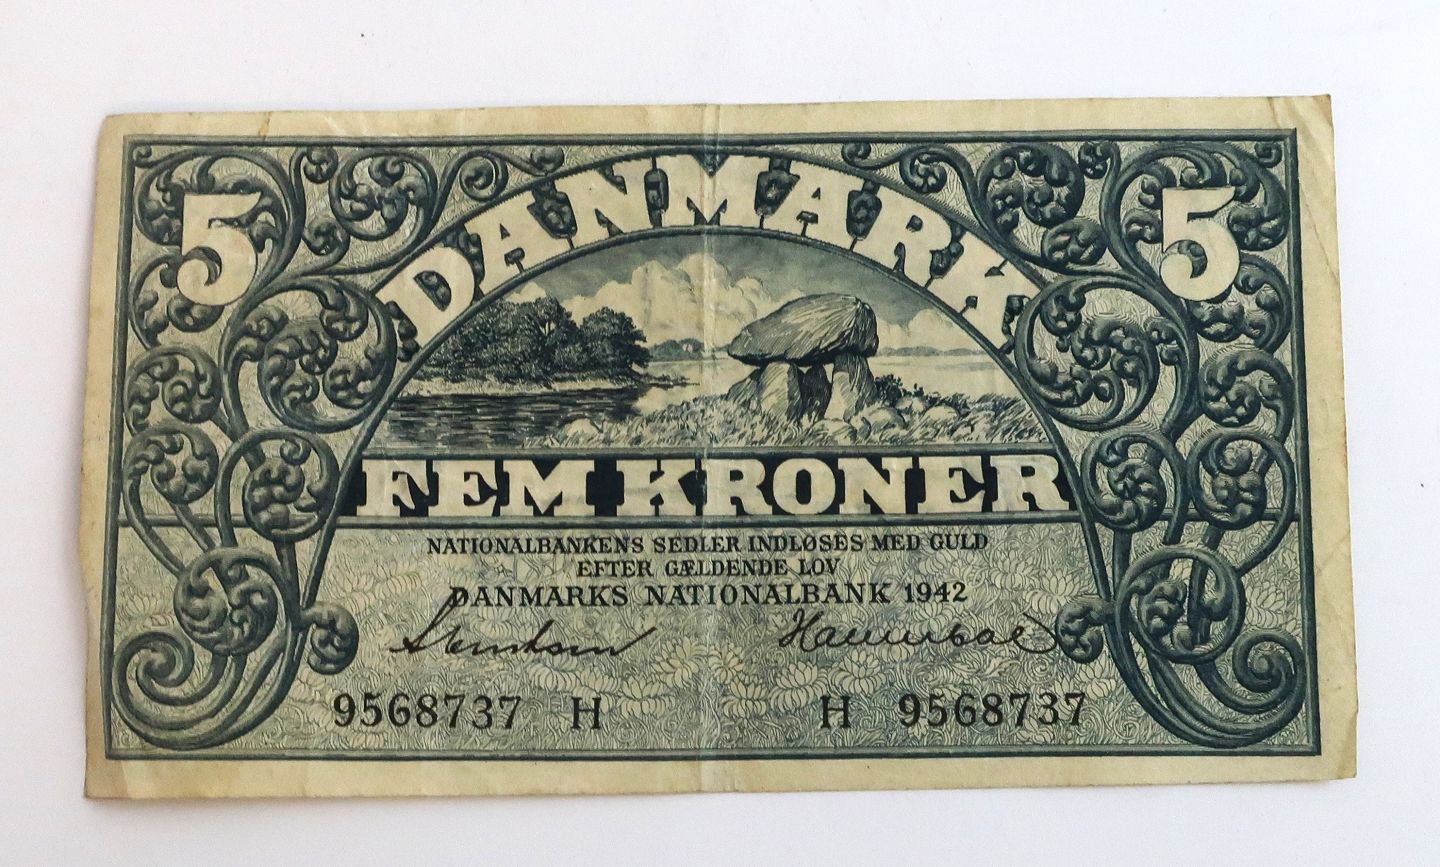 5 DANMARK 5
FEM KRONER
NATIONALBANKENS SEDLER INDLØSES MED GULD
EFTER GÆLDENDE LOV
DANMARKS NATIONALBANK 1942
9568737 H H 9568737